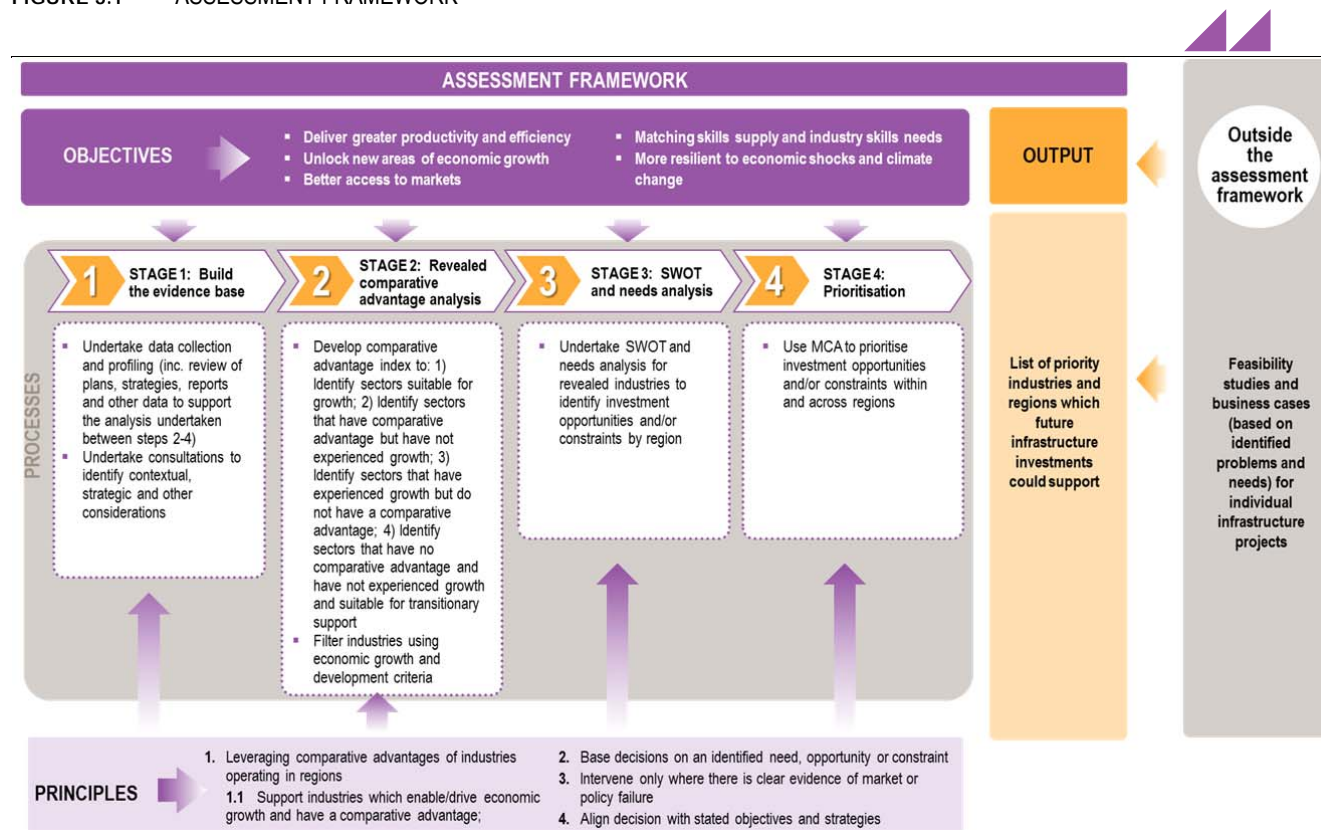 FIGURE 3.1 ASSESSMENT FRAMEWORK
ASSESSMENT FRAMEWORK
OBJECTIVES
▪ Deliver greater productivity and efficiency
▪ Unlock new areas of economic growth
▪ Better access to markets
▪ Matching skills supply and industry skills needs
▪ More resilient to economic shocks and climate
change
OUTPUT
Outside
the
assessment
framework
PROCESSES
1
STAGE 1: Build
the evidence base
2
STAGE 2: Revealed
comparative
advantage analysis
3
STAGE 3: SWOT
and needs analysis
4
STAGE 4:
Prioritisation
▪ Undertake data collection
and profiling (inc. review of
plans, strategies, reports
and other data to support
the analysis undertaken
between steps 2-4)
▪ Undertake consultations to
identify contextual,
strategic and other
considerations
▪ Develop comparative
advantage index to: 1)
Identify sectors suitable for
growth; 2) Identify sectors
that have comparative
advantage but have not
experienced growth; 3)
Identify sectors that have
experienced growth but do
not have a comparative
advantage; 4) Identify
sectors that have no
comparative advantage and
have not experienced growth
and suitable for transitionary
support
▪ Filter industries using
economic growth and
development criteria
▪ Undertake SWOT and
needs analysis for
revealed industries to
identify investment
opportunities and/or
constraints by region
▪ Use MCA to prioritise
investment opportunities
and/or constraints within
and across regions
List of priority
industries and
regions which
future
infrastructure
investments
could support
Feasibility
studies and
business cases
(based on
identified
problems and
needs) for
individual
infrastructure
projects
PRINCIPLES
1. Leveraging comparative advantages of industries
operating in regions
1.1 Support industries which enable/drive economic
growth and have a comparative advantage;
2. Base decisions on an identified need, opportunity or constraint
3. Intervene only where there is clear evidence of market or
policy failure
4. Align decision with stated objectives and strategies